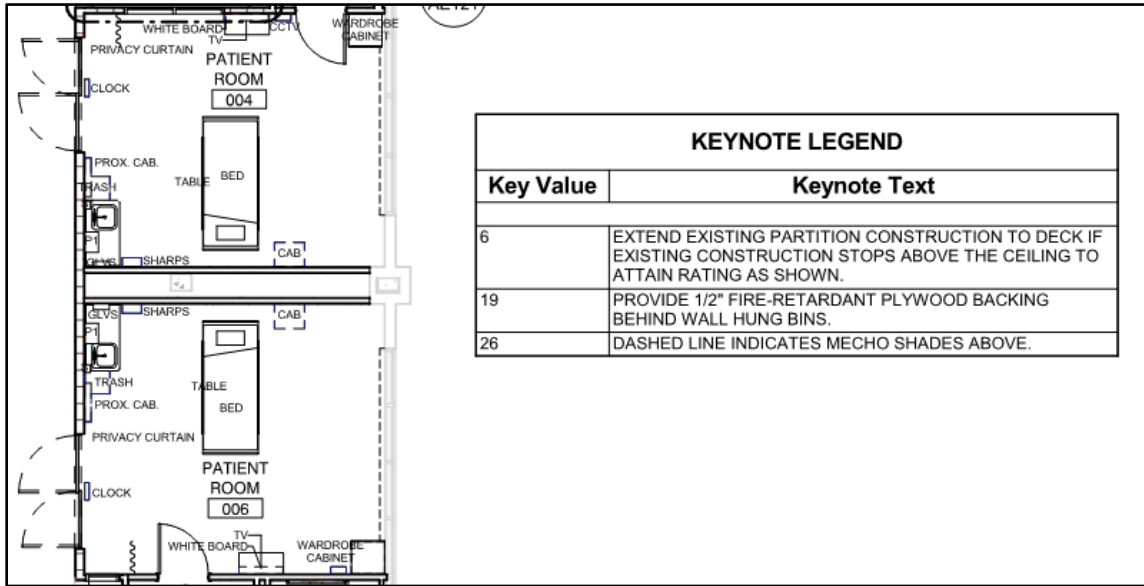 AE121
WHITE BOARD
TV
CCTV
WARDROBE
CABINET
PRIVACY CURTAIN
PATIENT
ROOM
004
CLOCK
PROX. CAB.
TRASH
TABLE
BED
P1
GLVS
SHARPS
CAB
GLVS
SHARPS
CAB
P1
TRASH
TABLE
PROX. CAB.
BED
PRIVACY CURTAIN
PATIENT
ROOM
006
CLOCK
TV
WHITE BOARD
WARDROBE
CABINET
KEYNOTE LEGEND
Key Value Keynote Text
6 EXTEND EXISTING PARTITION CONSTRUCTION TO DECK IF
EXISTING CONSTRUCTION STOPS ABOVE THE CEILING TO
ATTAIN RATING AS SHOWN.
19 PROVIDE 1/2" FIRE-RETARDANT PLYWOOD BACKING
BEHIND WALL HUNG BINS.
26 DASHED LINE INDICATES MECHO SHADES ABOVE.